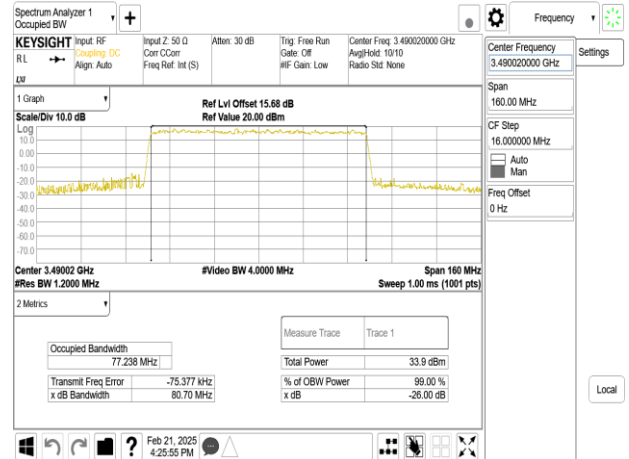 Spectrum Analyzer 1
Occupied BW
Frequency
KEYSIGHT
RL
LXI
Input: RF
Coupling: DC
Align: Auto
Input Z: 50 Ω
Corr CCorr
Freq Ref: Int (S)
Atten: 30 dB
Trig: Free Run
Gate: Off
#IF Gain: Low
Center Freq: 3.490020000 GHz
Avg|Hold: 10/10
Radio Std: None
Center Frequency
3.490020000 GHz
Settings
Span
160.00 MHz
CF Step
16.000000 MHz
Auto
Man
Freq Offset
0 Hz
Local
1 Graph
Scale/Div 10.0 dB
Ref Lvl Offset 15.68 dB
Ref Value 20.00 dBm
Log
10.0
0.00
-10.0
-20.0
-30.0
-40.0
-50.0
-60.0
-70.0
Center 3.49002 GHz
#Video BW 4.0000 MHz
Span 160 MHz
#Res BW 1.2000 MHz
Sweep 1.00 ms (1001 pts)
2 Metrics
Measure Trace Trace 1
Occupied Bandwidth
77.238 MHz
Total Power 33.9 dBm
Transmit Freq Error -75.377 kHz
% of OBW Power 99.00 %
x dB Bandwidth 80.70 MHz
x dB -26.00 dB
Feb 21, 2025
4:25:55 PM